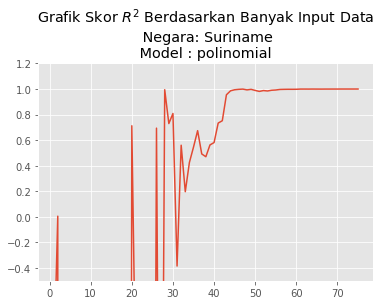 Grafik Skor R² Berdasarkan Banyak Input Data
Negara: Suriname
Model : polinomial
1.2
1.0
0.8
0.6
0.4
0.2
0.0
−0.2
−0.4
0 10 20 30 40 50 60 70